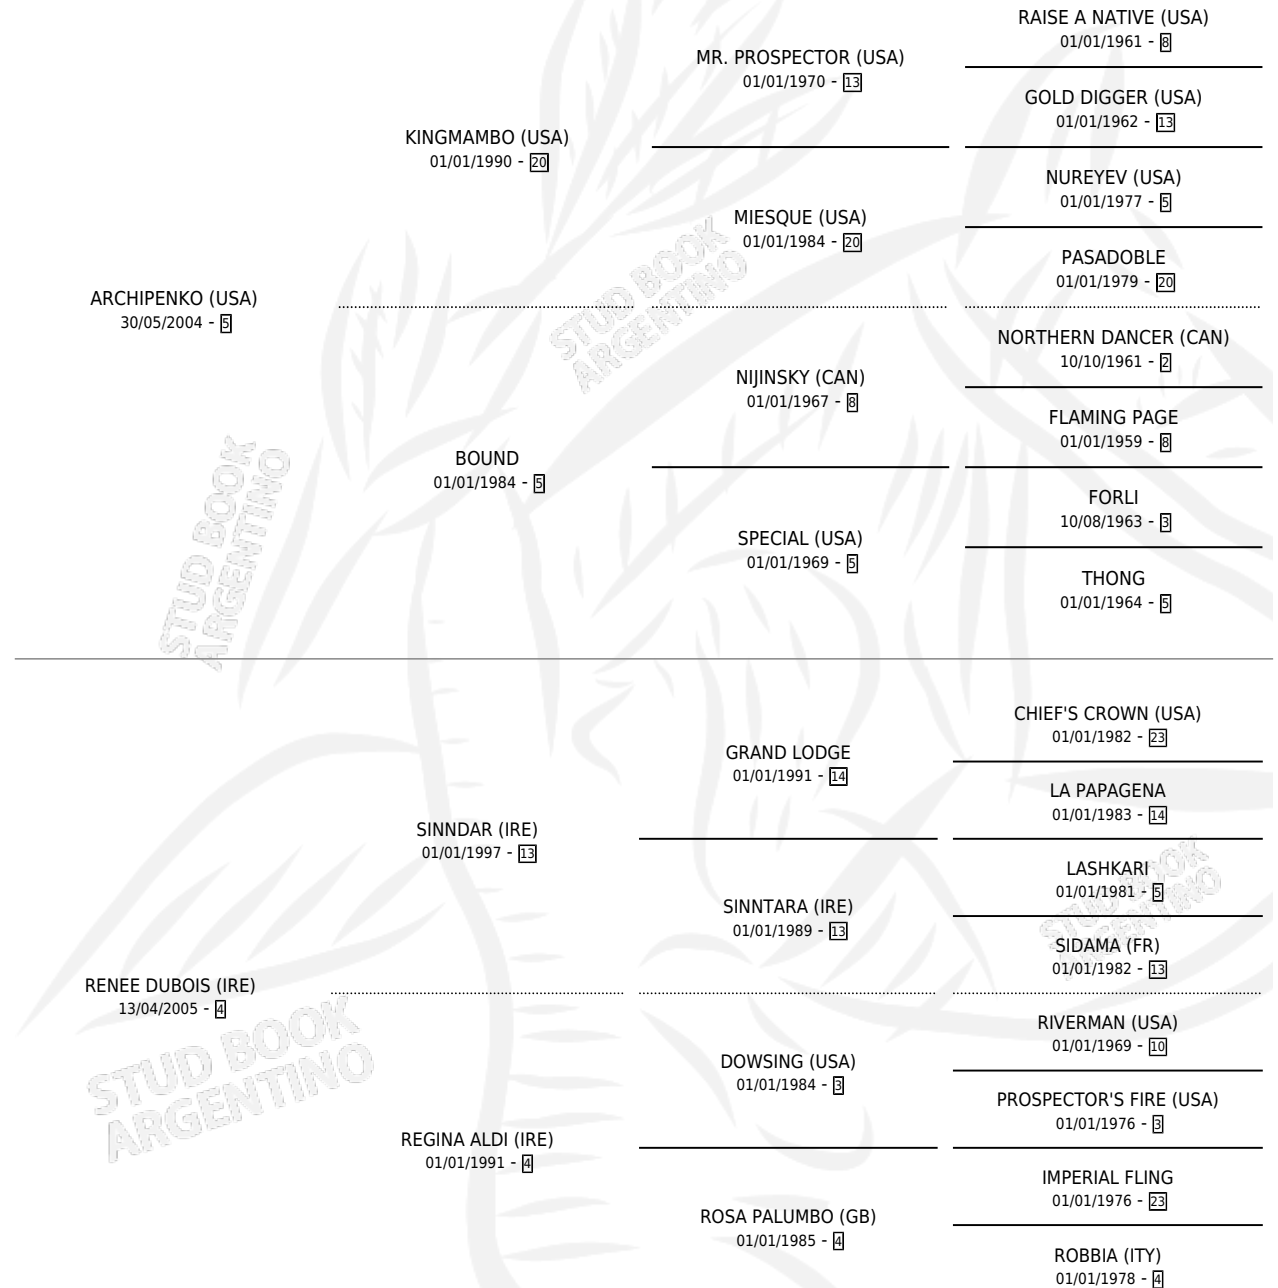 RAISE A NATIVE (USA)
01/01/1961 - 8
MR. PROSPECTOR (USA)
01/01/1970 - 13
GOLD DIGGER (USA)
01/01/1962 - 13
KINGMAMBO (USA)
01/01/1990 - 20
NUREYEV (USA)
01/01/1977 - 5
MIESQUE (USA)
01/01/1984 - 20
PASADOBLE
01/01/1979 - 20
ARCHIPENKO (USA)
30/05/2004 - 5
NORTHERN DANCER (CAN)
10/10/1961 - 2
NIJINSKY (CAN)
01/01/1967 - 8
FLAMING PAGE
01/01/1959 - 8
BOUND
01/01/1984 - 5
FORLI
10/08/1963 - 3
SPECIAL (USA)
01/01/1969 - 5
THONG
01/01/1964 - 5
STUD BOOK
ARGENTINO
STUD BOOK
ARGENTINO
CHIEF'S CROWN (USA)
01/01/1982 - 23
GRAND LODGE
01/01/1991 - 14
LA PAPAGENA
01/01/1983 - 14
SINNDAR (IRE)
01/01/1997 - 13
LASHKARI
01/01/1981 - 5
SINNTARA (IRE)
01/01/1989 - 13
SIDAMA (FR)
01/01/1982 - 13
STUD BOOK
ARGENTINO
RENEE DUBOIS (IRE)
13/04/2005 - 4
STUD BOOK
ARGENTINO
RIVERMAN (USA)
01/01/1969 - 10
DOWSING (USA)
01/01/1984 - 3
PROSPECTOR'S FIRE (USA)
01/01/1976 - 3
REGINA ALDI (IRE)
01/01/1991 - 4
IMPERIAL FLING
01/01/1976 - 23
ROSA PALUMBO (GB)
01/01/1985 - 4
ROBBIA (ITY)
01/01/1978 - 4